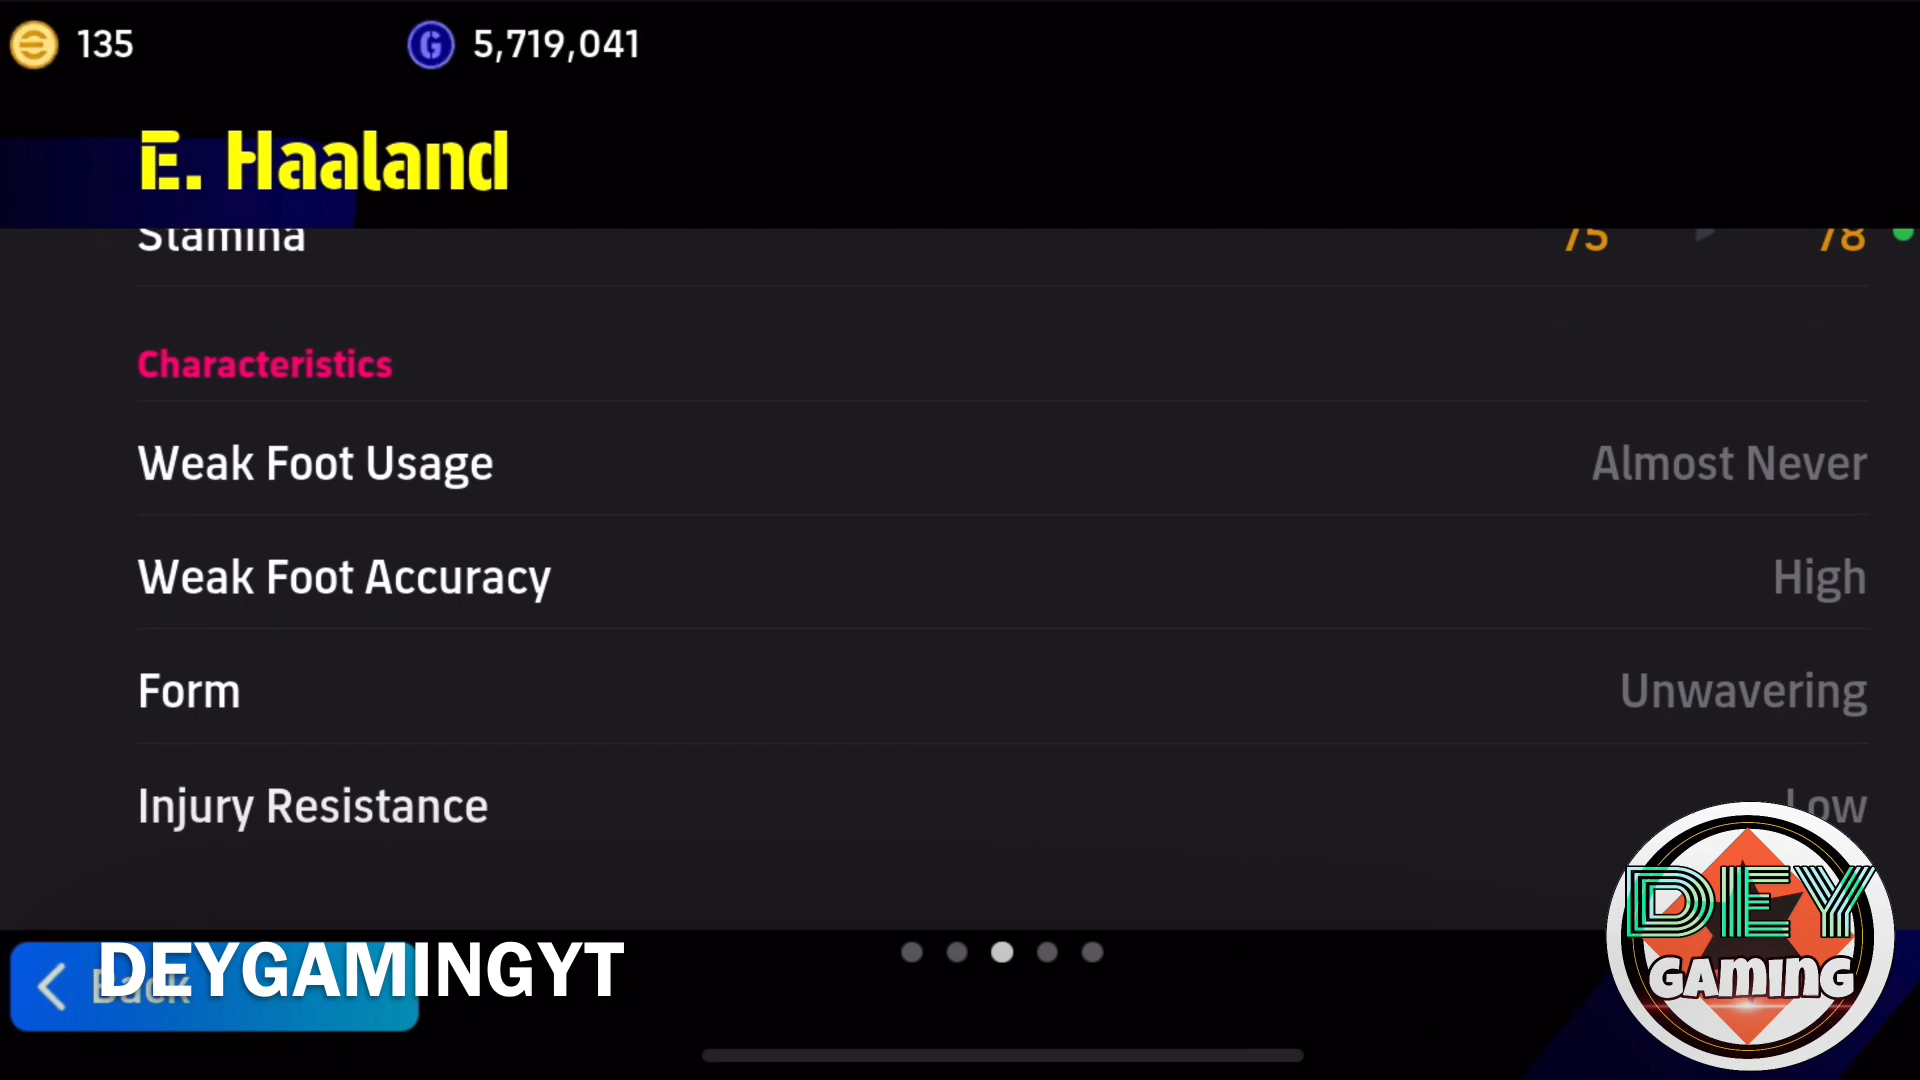 135 5,719,041
E. Haaland
Stamina 75 78
Characteristics
Weak Foot Usage Almost Never
Weak Foot Accuracy High
Form Unwavering
Injury Resistance Low
Back
DEYGAMINGYT
DEY
GAMING